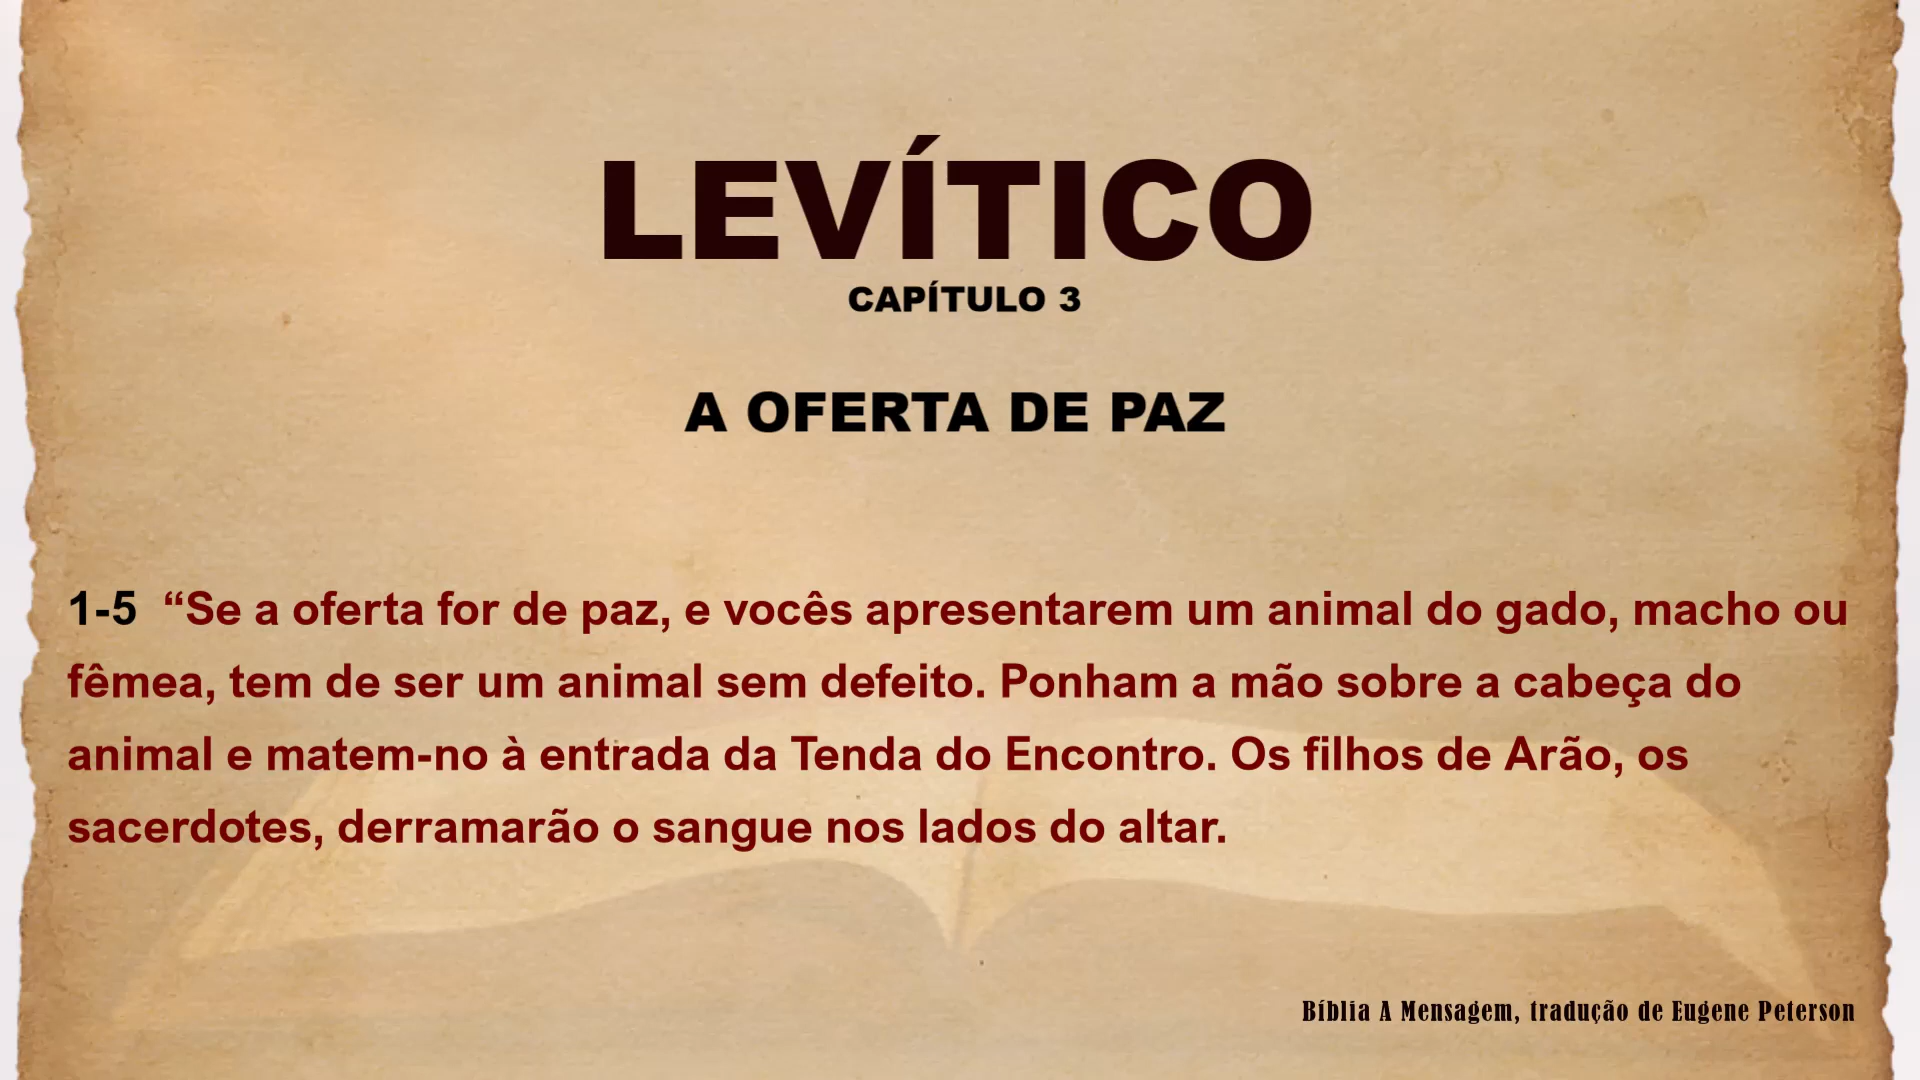 LEVÍTICO
CAPÍTULO 3
A OFERTA DE PAZ
1-5 “Se a oferta for de paz, e vocês apresentarem um animal do gado, macho ou
fêmea, tem de ser um animal sem defeito. Ponham a mão sobre a cabeça do
animal e matem-no à entrada da Tenda do Encontro. Os filhos de Arão, os
sacerdotes, derramarão o sangue nos lados do altar.
Bíblia A Mensagem, tradução de Eugene Peterson